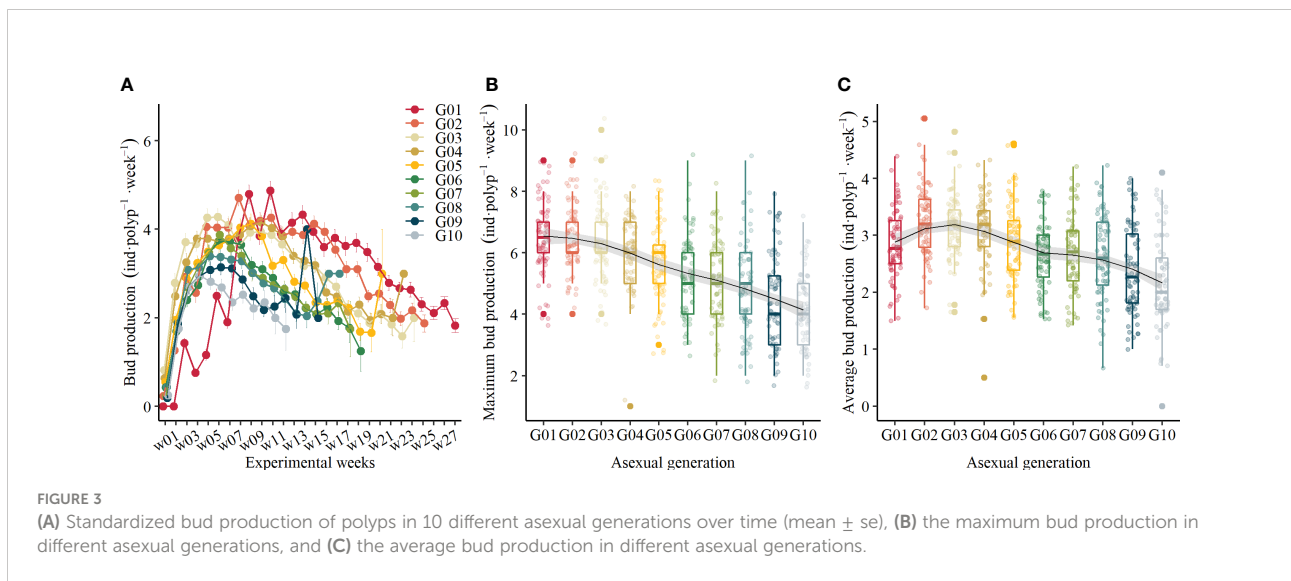 A
B
C
Bud production (ind·polyp⁻¹ ·week⁻¹)
6
4
2
0
G01
G02
G03
G04
G05
G06
G07
G08
G09
G10
w01 w03 w05 w07 w09 w11 w13 w15 w17 w19 w21 w23 w25 w27
Experimental weeks
Maximum bud production (ind·polyp⁻¹ ·week⁻¹)
10
8
6
4
2
G01 G02 G03 G04 G05 G06 G07 G08 G09 G10
Asexual generation
Average bud production (ind·polyp⁻¹ ·week⁻¹)
5
4
3
2
1
0
G01 G02 G03 G04 G05 G06 G07 G08 G09 G10
Asexual generation
FIGURE 3
(A) Standardized bud production of polyps in 10 different asexual generations over time (mean ± se), (B) the maximum bud production in
different asexual generations, and (C) the average bud production in different asexual generations.